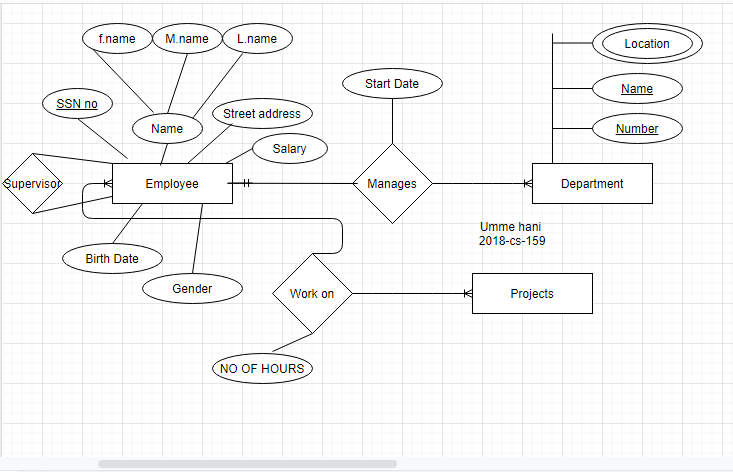 f.name
M.name
L.name
Location
Start Date
Name
SSN no
Street address
Name
Number
Salary
Supervisor
Employee
Manages
Department
Umme hani
2018-cs-159
Birth Date
Gender
Work on
Projects
NO OF HOURS